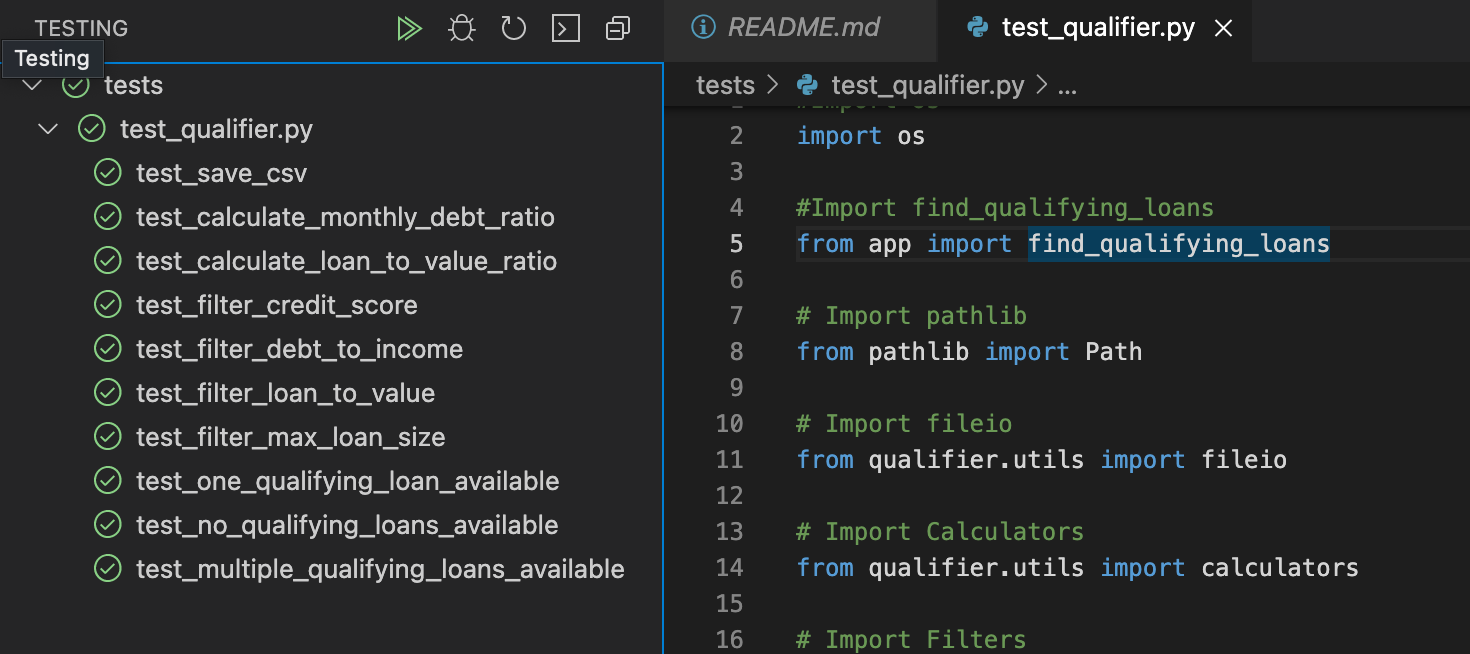 TESTING
Testing
tests
test_qualifier.py
test_save_csv
test_calculate_monthly_debt_ratio
test_calculate_loan_to_value_ratio
test_filter_credit_score
test_filter_debt_to_income
test_filter_loan_to_value
test_filter_max_loan_size
test_one_qualifying_loan_available
test_no_qualifying_loans_available
test_multiple_qualifying_loans_available
README.md
test_qualifier.py
tests > test_qualifier.py > ...
2 import os
3
4 #Import find_qualifying_loans
5 from app import find_qualifying_loans
6
7 # Import pathlib
8 from pathlib import Path
9
10 # Import fileio
11 from qualifier.utils import fileio
12
13 # Import Calculators
14 from qualifier.utils import calculators
15
16 # Import Filters